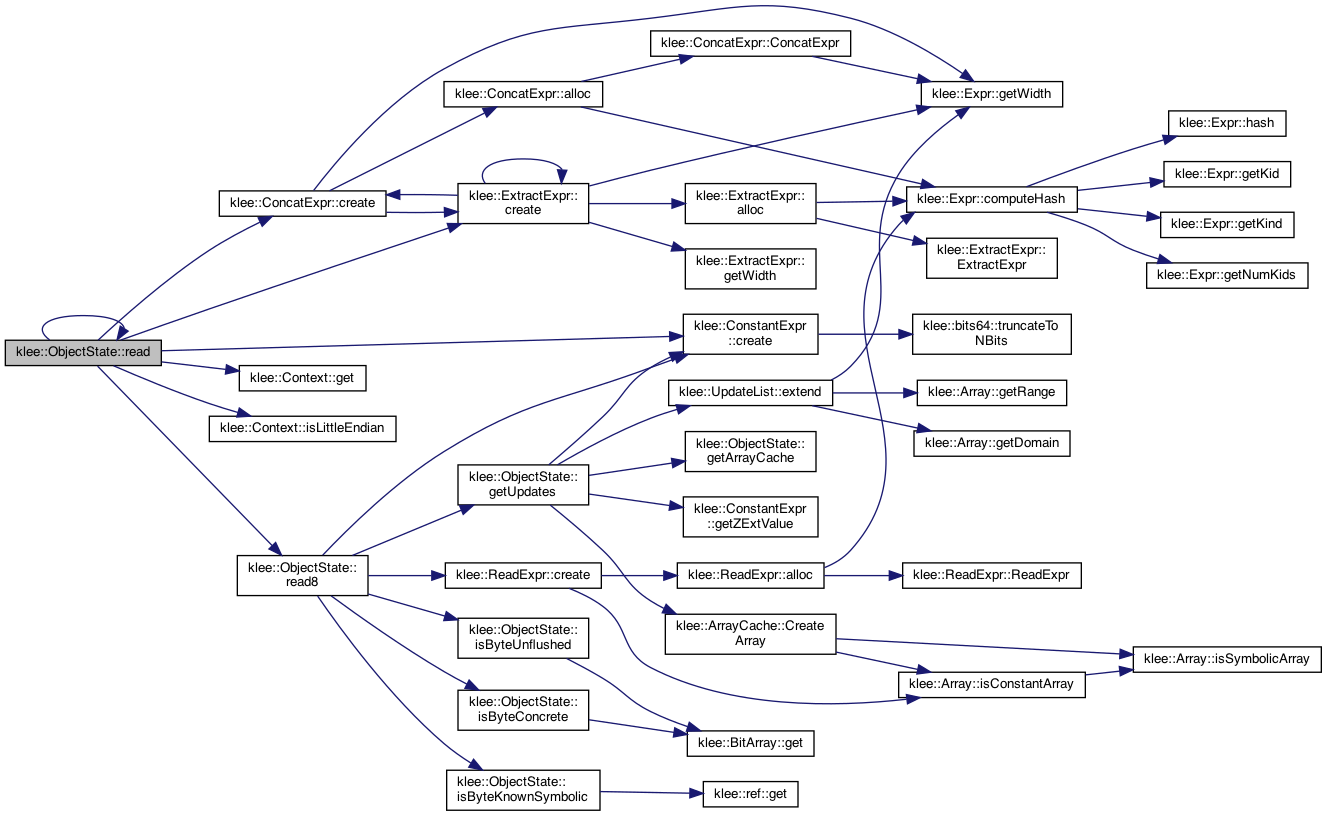 klee::ObjectState::read
klee::ConcatExpr::create
klee::Context::get
klee::Context::isLittleEndian
klee::ObjectState::
read8
klee::ConcatExpr::alloc
klee::ExtractExpr::
create
klee::ObjectState::
getUpdates
klee::ReadExpr::create
klee::ObjectState::
isByteUnflushed
klee::ObjectState::
isByteConcrete
klee::ObjectState::
isByteKnownSymbolic
klee::ConcatExpr::ConcatExpr
klee::ExtractExpr::
alloc
klee::ExtractExpr::
getWidth
klee::ConstantExpr
::create
klee::UpdateList::extend
klee::ObjectState::
getArrayCache
klee::ConstantExpr
::getZExtValue
klee::ReadExpr::alloc
klee::ArrayCache::Create
Array
klee::BitArray::get
klee::ref::get
klee::Expr::getWidth
klee::Expr::computeHash
klee::ExtractExpr::
ExtractExpr
klee::bits64::truncateTo
NBits
klee::Array::getRange
klee::Array::getDomain
klee::ReadExpr::ReadExpr
klee::Array::isConstantArray
klee::Expr::hash
klee::Expr::getKid
klee::Expr::getKind
klee::Expr::getNumKids
klee::Array::isSymbolicArray